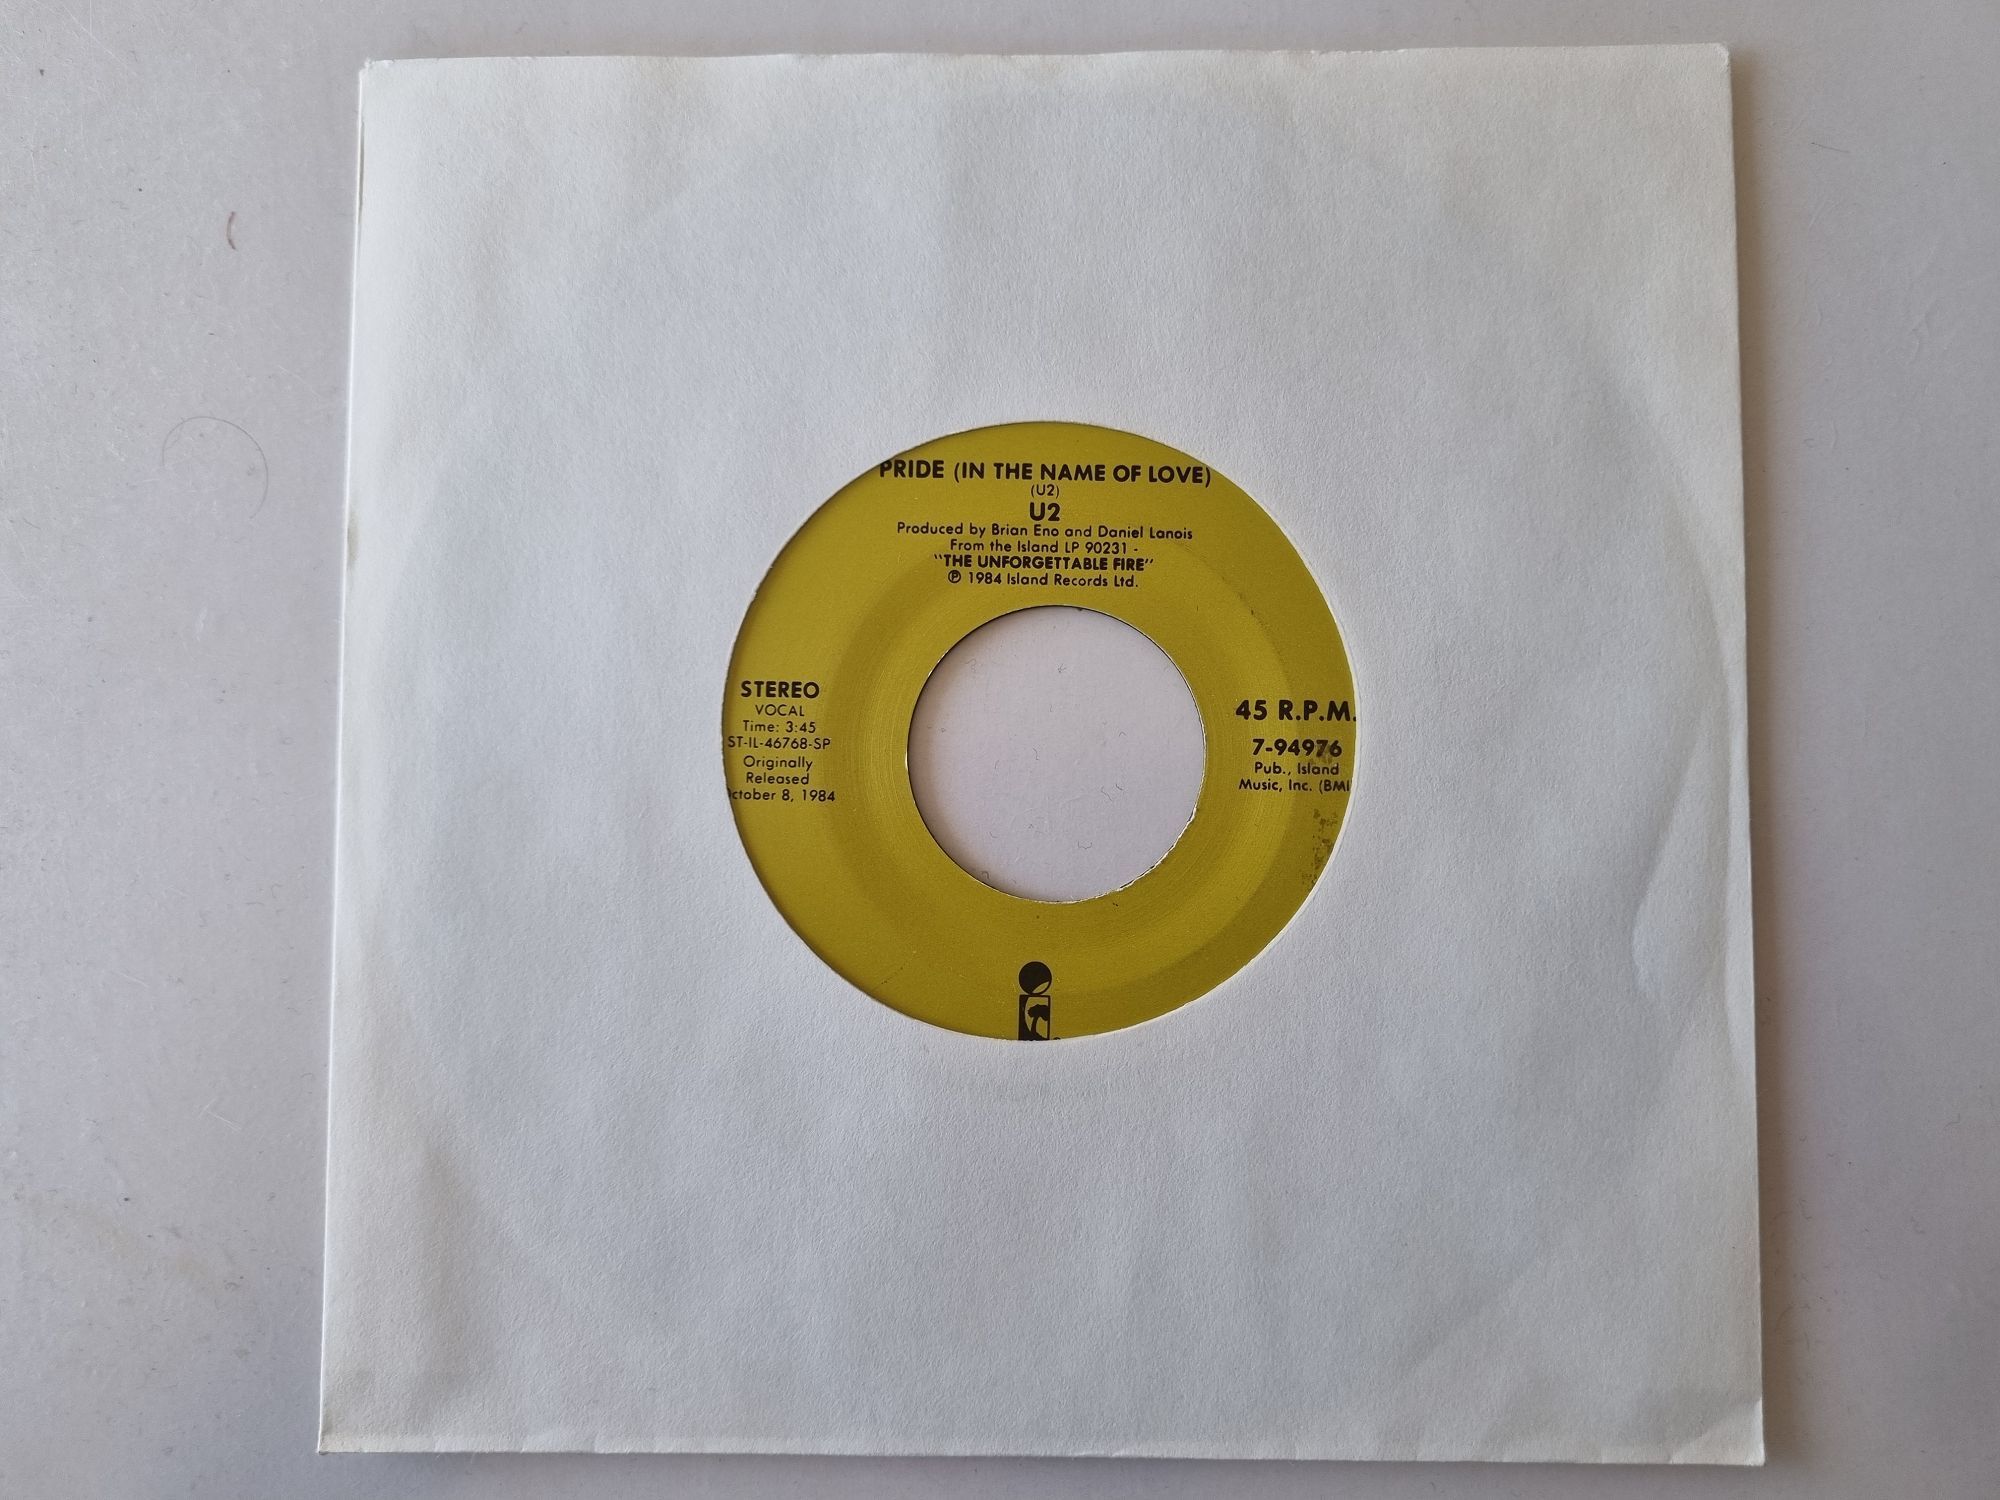 PRIDE (IN THE NAME OF LOVE)
(U2)
U2
Produced by Brian Eno and Daniel Lanois
From the Island LP 90231 -
"THE UNFORGETTABLE FIRE"
℗ 1984 Island Records Ltd.
STEREO
VOCAL
Time: 3:45
ST-IL-46768-SP
Originally
Released
ctober 8, 1984
45 R.P.M.
7-94976
Pub., Island
Music, Inc. (BMI